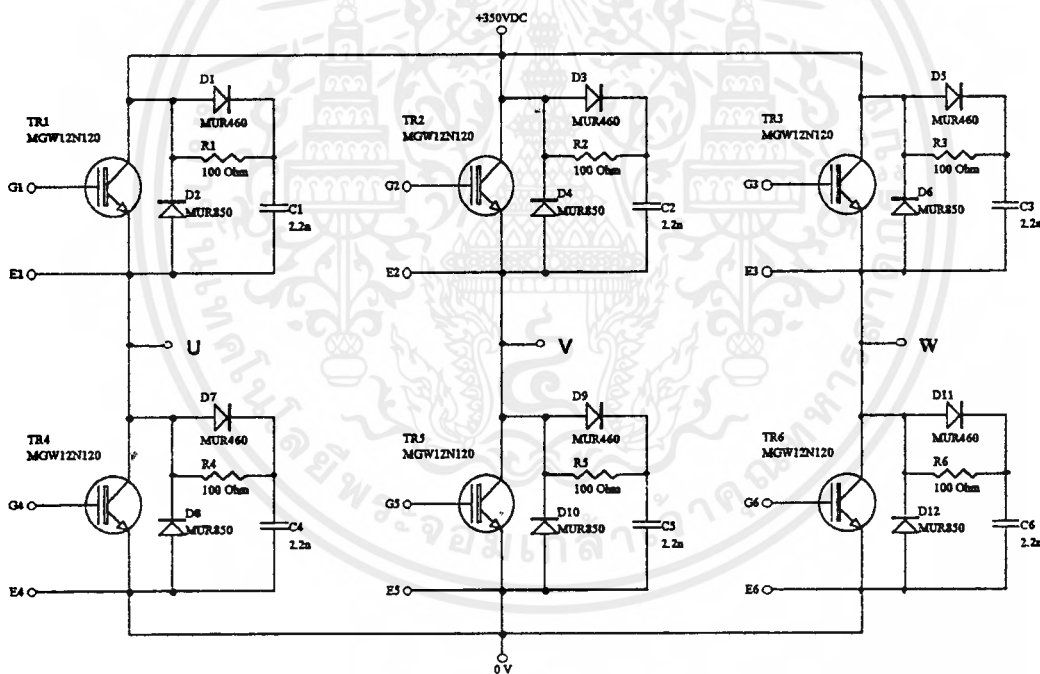 +350VDC
D1
MUR460
TR1
MGW12N120
R1
100 Ohm
G1
D2
MUR850
C1
2.2n
E1
D3
MUR460
TR2
MGW12N120
R2
100 Ohm
G2
D4
MUR850
C2
2.2n
E2
D5
MUR460
TR3
MGW12N120
R3
100 Ohm
G3
D6
MUR850
C3
2.2n
E3
U
V
W
D7
MUR460
TR4
MGW12N120
R4
100 Ohm
G4
D8
MUR850
C4
2.2n
E4
D9
MUR460
TR5
MGW12N120
R5
100 Ohm
G5
D10
MUR850
C5
2.2n
E5
D11
MUR460
TR6
MGW12N120
R6
100 Ohm
G6
D12
MUR850
C6
2.2n
E6
0 V